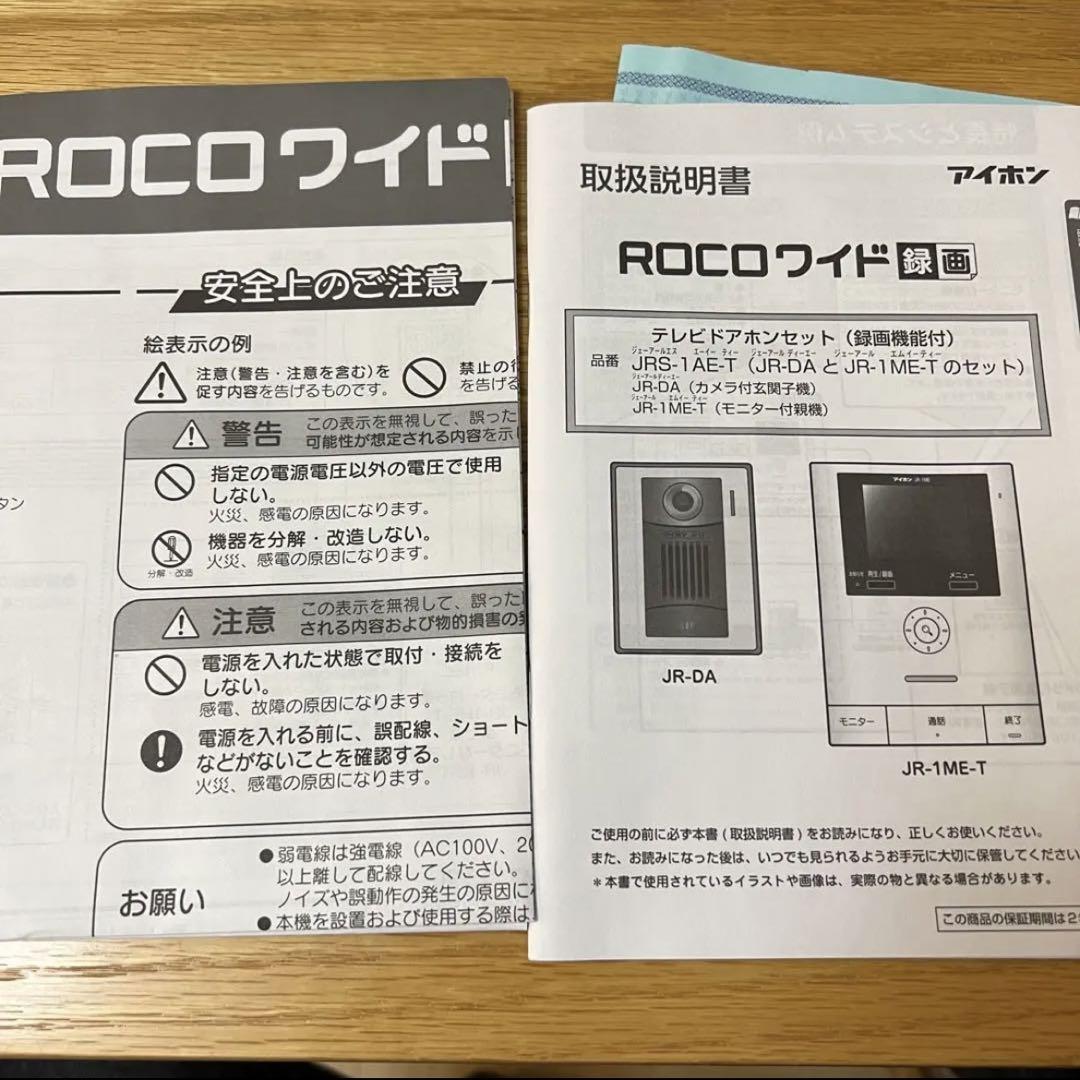 ROCOワイド
安全上のご注意
絵表示の例
注意(警告・注意を含む)を
促す内容を告げるものです。
禁止の
を告げる
警告
この表示を無視して、誤った
可能性が想定される内容を示し
指定の電源電圧以外の電圧で使用
しない。
火災、感電の原因になります。
機器を分解・改造しない。
火災、感電の原因になります。
分解・改造
タン
注意
この表示を無視して、誤った
される内容および物的損害の
電源を入れた状態で取付・接続を
しない。
感電、故障の原因になります。
電源を入れる前に、誤配線、ショート
などがないことを確認する。
火災、感電の原因になります。
お願い
●弱電線は強電線(AC100V、20
以上離して配線してください。
ノイズや誤動作の発生の原因に
●本機を設置および使用する際は
取扱説明書
アイホン
ROCOワイド録画
テレビドアホンセット(録画機能付)
ジェーアールエス エーイー ティー ジェーアール ディーエー ジェーアール エムイーティー
品番 JRS-1AE-T(JR-DAとJR-1ME-Tのセット)
ジェーアールディーエー
JR-DA(カメラ付玄関子機)
ジェーアール エムイー ティー
JR-1ME-T(モニター付親機)
アイホン JR-1ME
再生/録画
メニュー
モニター
通話
終了
JR-DA
JR-1ME-T
ご使用の前に必ず本書(取扱説明書)をお読みになり、正しくお使いください。
また、お読みになった後は、いつでも見られるようお手元に大切に保管してください
*本書で使用されているイラストや画像は、実際の物と異なる場合があります。
この商品の保証期間は2